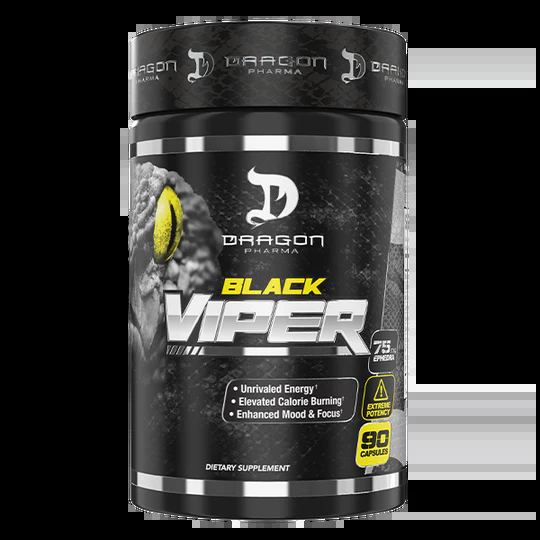 DRAGON
PHARMA
DRAGON
DRAGON
PHARMA
BLACK
VIPER
75
EPHEDRA
• Unrivaled Energy†
• Elevated Calorie Burning†
• Enhanced Mood & Focus†
EXTREME
POTENCY
90
CAPSULES
DIETARY SUPPLEMENT